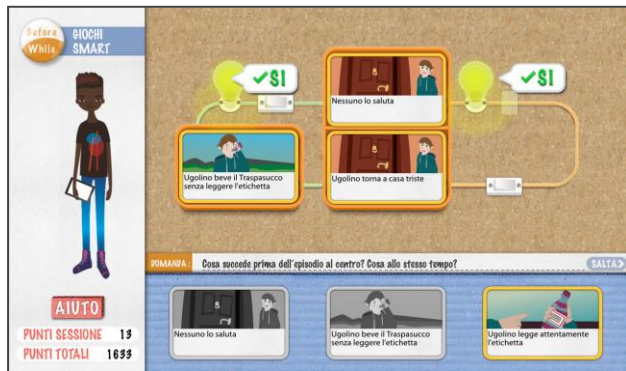 Before
While
GIOCHI
SMART
✓SI
✓SI
Nessuno lo saluta
Ugolino beve il Traspasucco
senza leggere l'etichetta
Ugolino torna a casa triste
DOMANDA :
Cosa succede prima dell'episodio al centro? Cosa allo stesso tempo?
SALTA>
AIUTO
PUNTI SESSIONE 13
PUNTI TOTALI 1633
Nessuno lo saluta
Ugolino beve il Traspasucco
senza leggere l'etichetta
Ugolino legge attentamente
l'etichetta